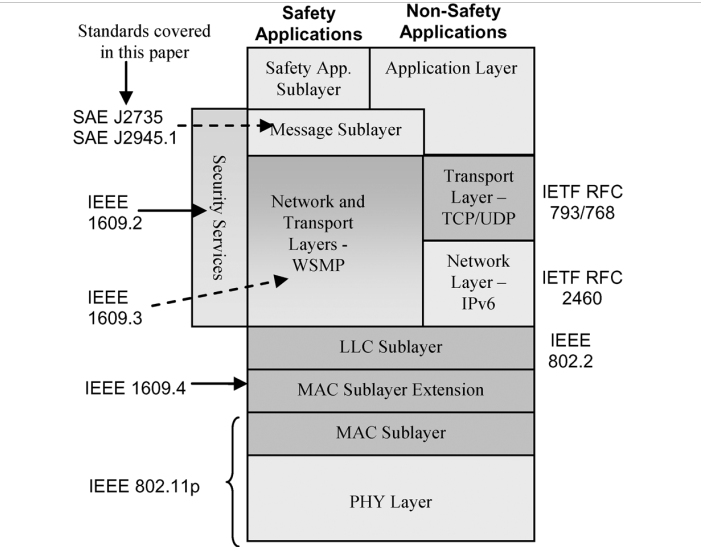 Safety
Applications
Non-Safety
Applications
Standards covered
in this paper
Safety App.
Sublayer
Application Layer
SAE J2735
SAE J2945.1
Message Sublayer
Security Services
IEEE
1609.2
Network and
Transport
Layers -
WSMP
Transport
Layer –
TCP/UDP
IETF RFC
793/768
Network
Layer –
IPv6
IETF RFC
2460
IEEE
1609.3
LLC Sublayer
IEEE
802.2
IEEE 1609.4
MAC Sublayer Extension
MAC Sublayer
IEEE 802.11p
PHY Layer